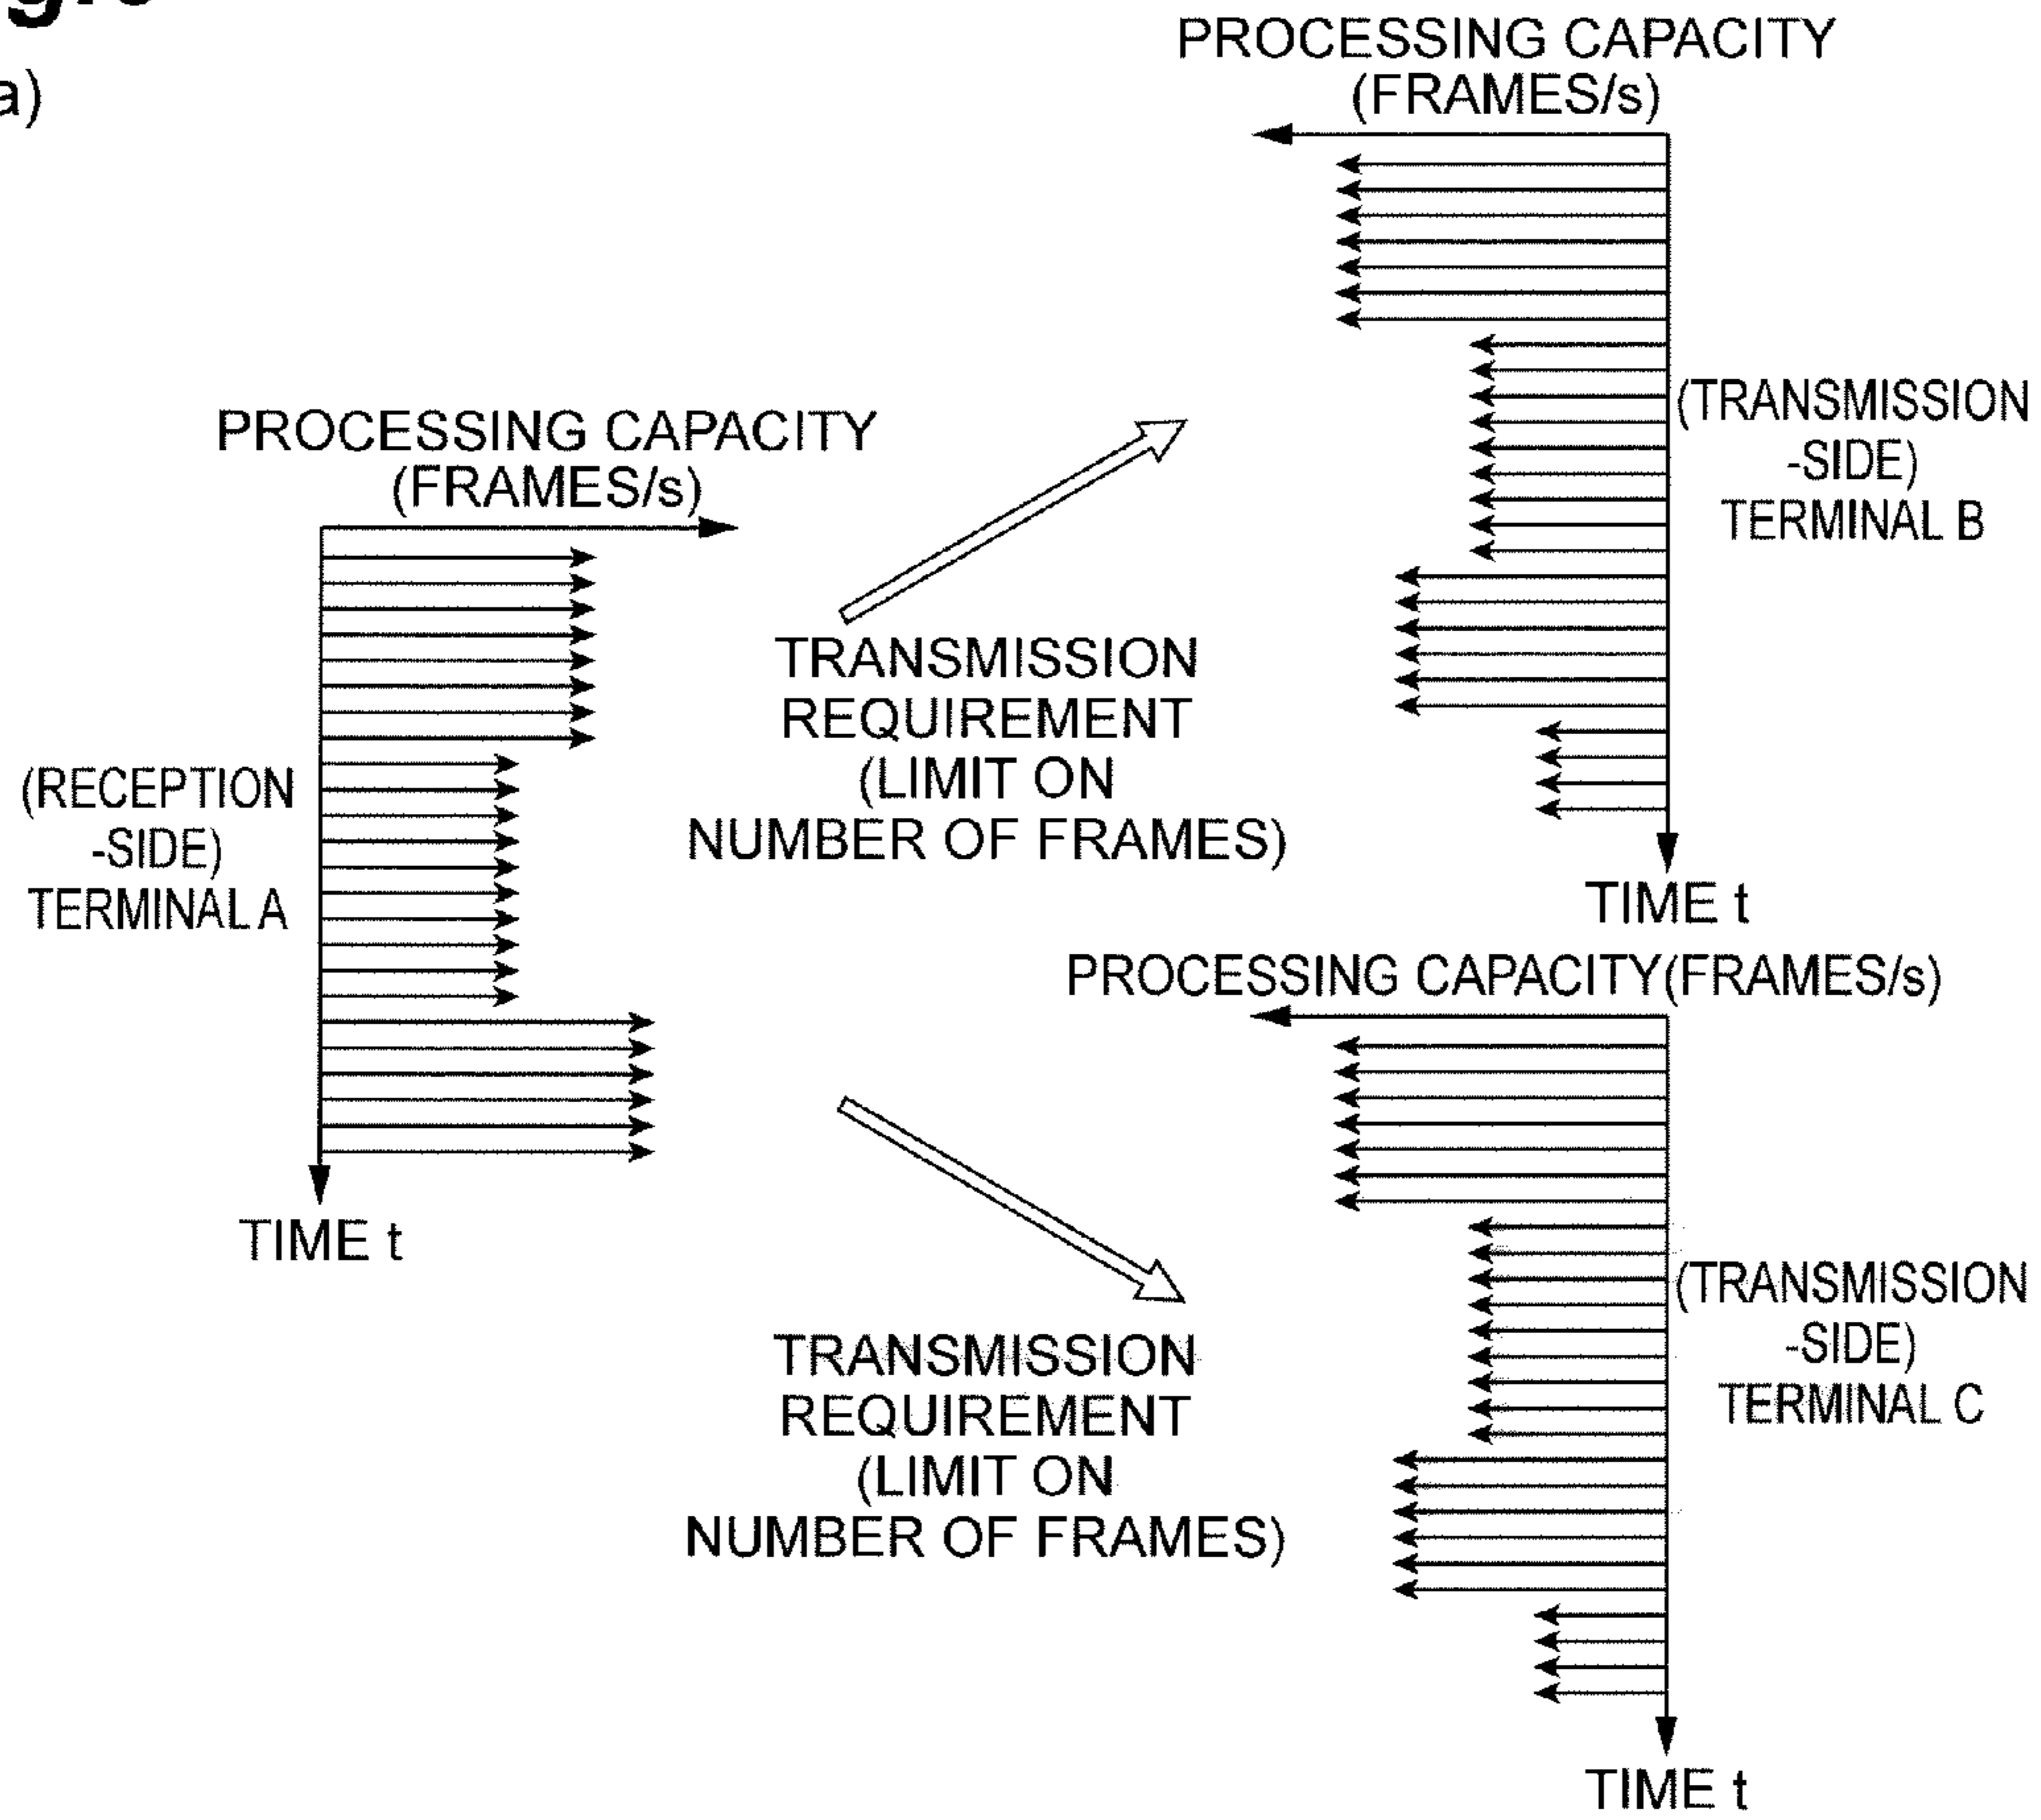 a)
PROCESSING CAPACITY
(FRAMES/s)
(TRANSMISSION
-SIDE)
TERMINAL B
TIME t
PROCESSING CAPACITY
(FRAMES/s)
(RECEPTION
-SIDE)
TERMINAL A
TIME t
TRANSMISSION
REQUIREMENT
(LIMIT ON
NUMBER OF FRAMES)
PROCESSING CAPACITY(FRAMES/s)
(TRANSMISSION
-SIDE)
TERMINAL C
TIME t
TRANSMISSION
REQUIREMENT
(LIMIT ON
NUMBER OF FRAMES)